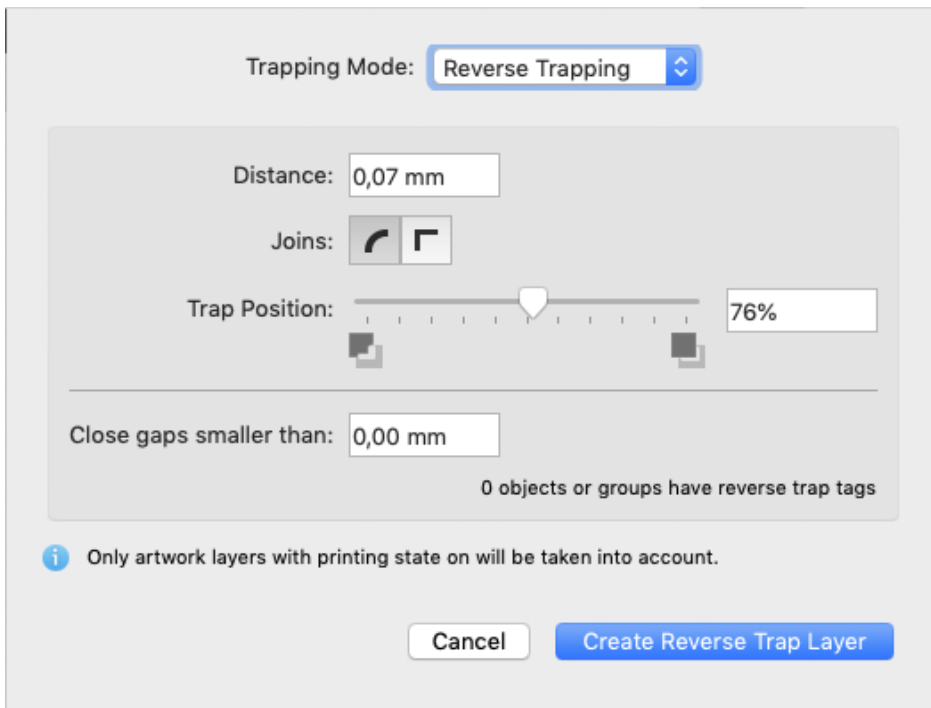 Trapping Mode: Reverse Trapping
Distance: 0,07 mm
Joins:
Trap Position: 76%
Close gaps smaller than: 0,00 mm
0 objects or groups have reverse trap tags
i Only artwork layers with printing state on will be taken into account.
Cancel Create Reverse Trap Layer